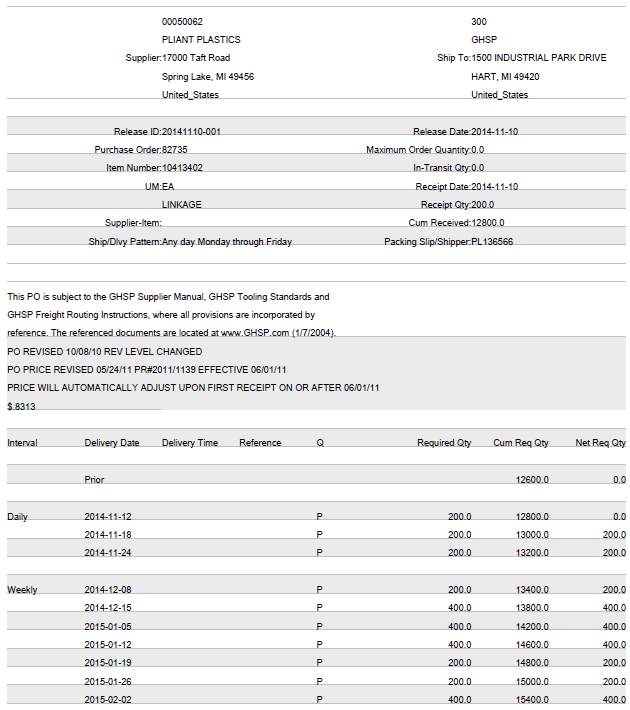 00050062 300
PLIANT PLASTICS GHSP
Supplier:17000 Taft Road Ship To:1500 INDUSTRIAL PARK DRIVE
Spring Lake, MI 49456 HART, MI 49420
United_States United_States
Release ID:20141110-001 Release Date:2014-11-10
Purchase Order:82735 Maximum Order Quantity:0.0
Item Number:10413402 In-Transit Qty:0.0
UM:EA Receipt Date:2014-11-10
LINKAGE Receipt Qty:200.0
Supplier-Item: Cum Received:12800.0
Ship/Dlvy Pattern:Any day Monday through Friday Packing Slip/Shipper:PL136566
This PO is subject to the GHSP Supplier Manual, GHSP Tooling Standards and
GHSP Freight Routing Instructions, where all provisions are incorporated by
reference. The referenced documents are located at www.GHSP.com (1/7/2004).
PO REVISED 10/08/10 REV LEVEL CHANGED
PO PRICE REVISED 05/24/11 PR#2011/1139 EFFECTIVE 06/01/11
PRICE WILL AUTOMATICALLY ADJUST UPON FIRST RECEIPT ON OR AFTER 06/01/11
$.8313
Interval Delivery Date Delivery Time Reference Q Required Qty Cum Req Qty Net Req Qty
Prior 12600.0 0.0
Daily 2014-11-12 P 200.0 12800.0 0.0
2014-11-18 P 200.0 13000.0 200.0
2014-11-24 P 200.0 13200.0 200.0
Weekly 2014-12-08 P 200.0 13400.0 200.0
2014-12-15 P 400.0 13800.0 400.0
2015-01-05 P 400.0 14200.0 400.0
2015-01-12 P 400.0 14600.0 400.0
2015-01-19 P 200.0 14800.0 200.0
2015-01-26 P 200.0 15000.0 200.0
2015-02-02 P 400.0 15400.0 400.0